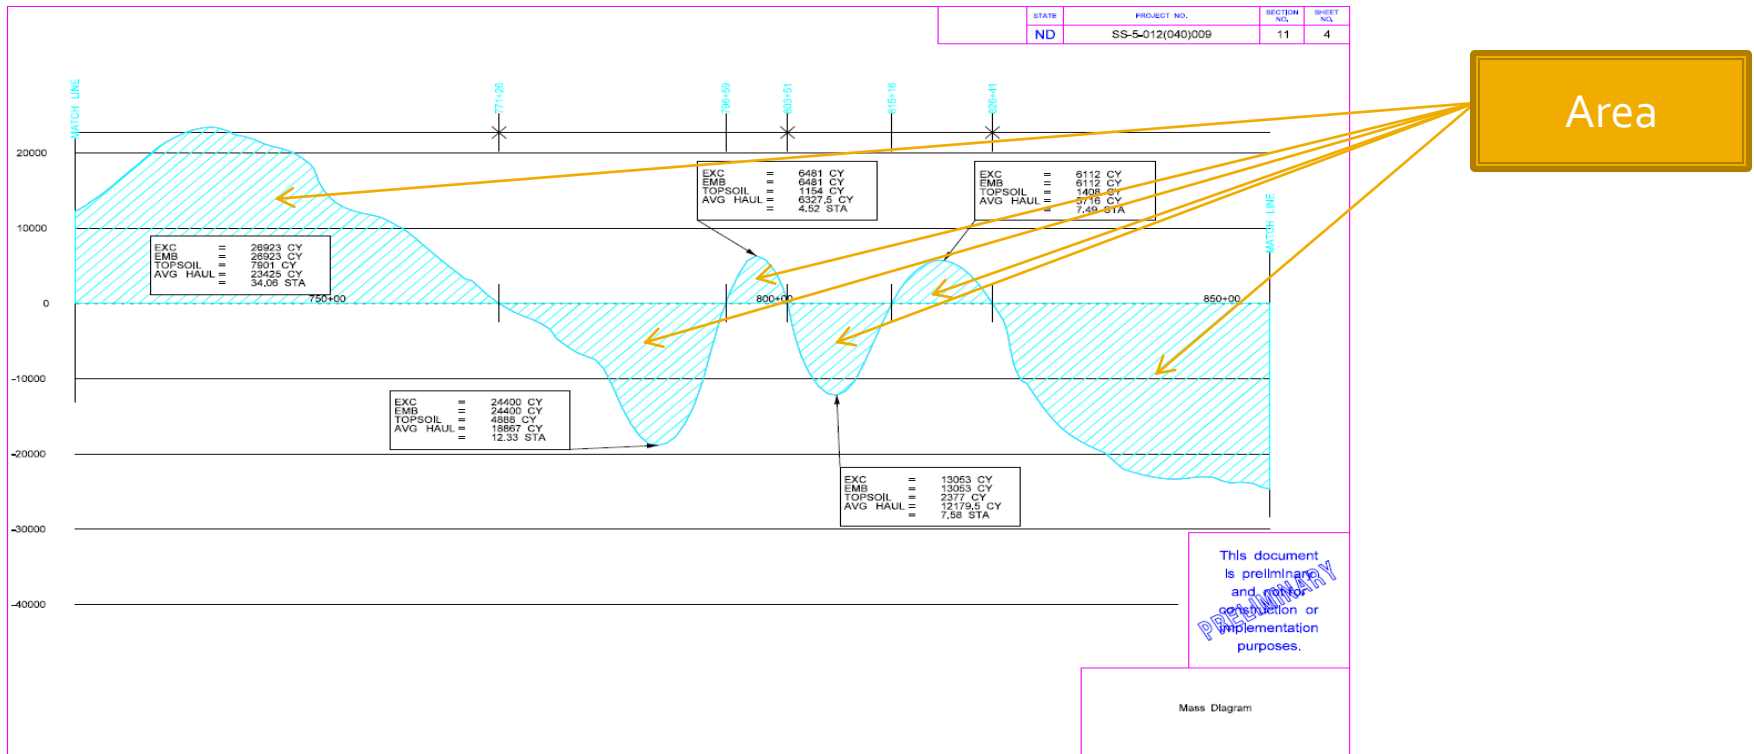 STATE
PROJECT NO.
SECTION NO.
SHEET NO.
ND
SS-5-012(040)009
11
4
Area
MATCH LINE
771+26
796+59
803+51
815+16
826+41
20000
10000
0
-10000
-20000
-30000
-40000
EXC = 6481 CY
EMB = 6481 CY
TOPSOIL = 1154 CY
AVG HAUL = 6327.5 CY
= 4.52 STA
EXC = 6112 CY
EMB = 6112 CY
TOPSOIL = 1408 CY
AVG HAUL = 5716 CY
= 7.49 STA
MATCH LINE
EXC = 26923 CY
EMB = 26923 CY
TOPSOIL = 7901 CY
AVG HAUL = 23425 CY
= 34.06 STA
750+00
800+00
850+00
EXC = 24400 CY
EMB = 24400 CY
TOPSOIL = 4888 CY
AVG HAUL = 18867 CY
= 12.33 STA
EXC = 13053 CY
EMB = 13053 CY
TOPSOIL = 2377 CY
AVG HAUL = 12179.5 CY
= 7.58 STA
This document
is preliminary
and not for
construction or
implementation
purposes.
PRELIMINARY
Mass Diagram